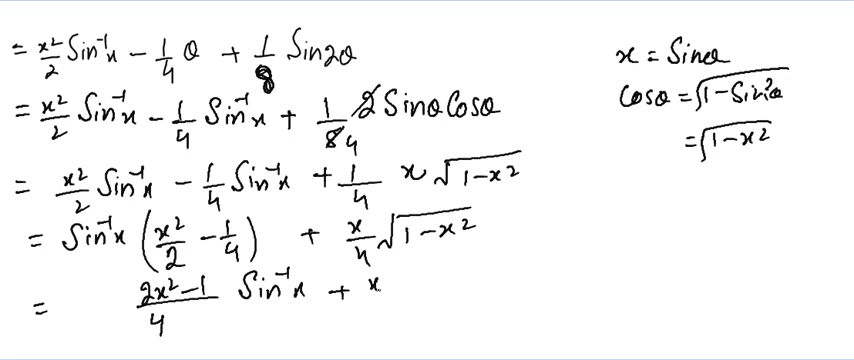 = x²/2 Sin⁻¹x − 1/4 θ + 1/8 Sin2θ
= x²/2 Sin⁻¹x − 1/4 Sin⁻¹x + 1/84 2 Sinθ Cosθ
= x²/2 Sin⁻¹x − 1/4 Sin⁻¹x + 1/4 x √1−x²
= Sin⁻¹x (x²/2 − 1/4) + x/4 √1−x²
= 2x²−1/4 Sin⁻¹x + x
x = Sinθ
Cosθ = √1−Sin²θ
= √1−x²